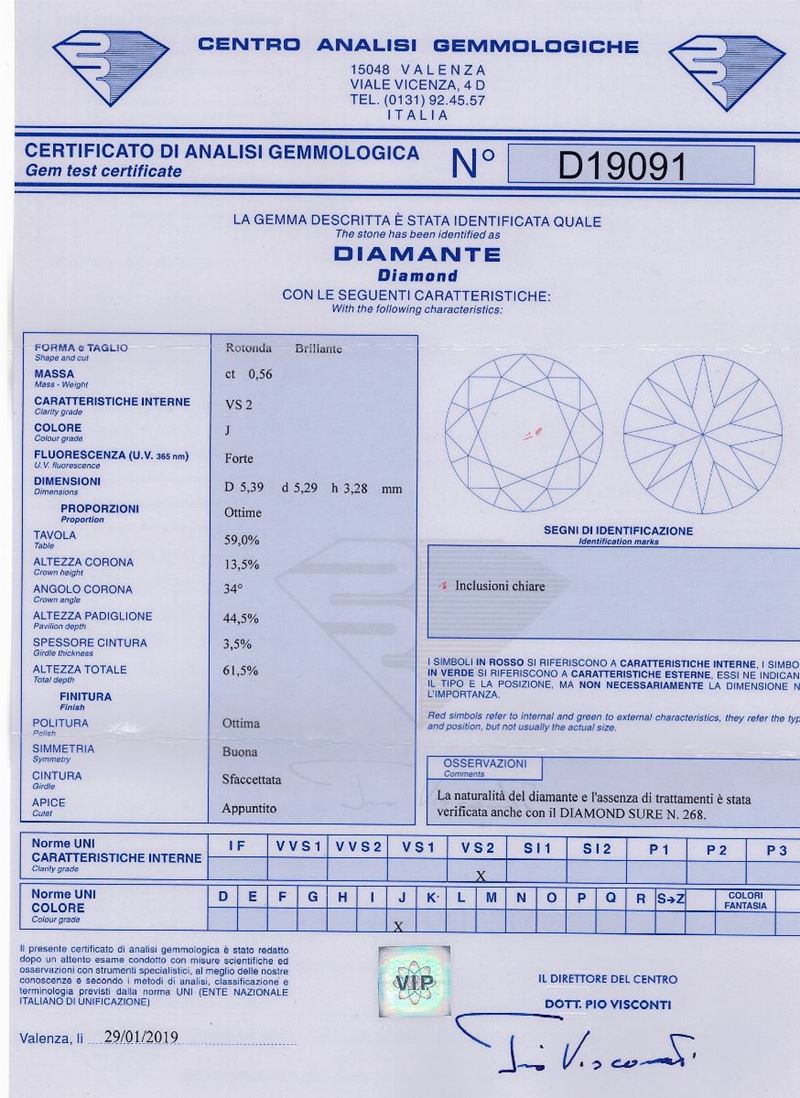 CENTRO ANALISI GEMMOLOGICHE
15048 VALENZA
VIALE VICENZA, 4 D
TEL. (0131) 92.45.57
ITALIA
CERTIFICATO DI ANALISI GEMMOLOGICA
Gem test certificate
N° D19091
LA GEMMA DESCRITTA È STATA IDENTIFICATA QUALE
The stone has been identified as
DIAMANTE
Diamond
CON LE SEGUENTI CARATTERISTICHE:
With the following characteristics:
FORMA e TAGLIO Rotonda Brillante
Shape and cut
MASSA ct 0,56
Mass - Weight
CARATTERISTICHE INTERNE VS 2
Clarity grade
COLORE J
Colour grade
FLUORESCENZA (U.V. 365 nm) Forte
U.V. fluorescence
DIMENSIONI D 5,39 d 5,29 h 3,28 mm
Dimensions
PROPORZIONI Ottime
Proportion
TAVOLA 59,0%
Table
ALTEZZA CORONA 13,5%
Crown height
ANGOLO CORONA 34°
Crown angle
ALTEZZA PADIGLIONE 44,5%
Pavilion depth
SPESSORE CINTURA 3,5%
Girdle thickness
ALTEZZA TOTALE 61,5%
Total depth
FINITURA
Finish
POLITURA Ottima
Polish
SIMMETRIA Buona
Symmetry
CINTURA Sfaccettata
Girdle
APICE Appuntito
Culet
SEGNI DI IDENTIFICAZIONE
Identification marks
Inclusioni chiare
I SIMBOLI IN ROSSO SI RIFERISCONO A CARATTERISTICHE INTERNE, I SIMBO
IN VERDE SI RIFERISCONO A CARATTERISTICHE ESTERNE, ESSI NE INDICAN
IL TIPO E LA POSIZIONE, MA NON NECESSARIAMENTE LA DIMENSIONE N
L'IMPORTANZA.
Red symbols refer to internal and green to external characteristics, they refer the typ
and position, but not usually the actual size.
OSSERVAZIONI
Comments
La naturalità del diamante e l'assenza di trattamenti è stata
verificata anche con il DIAMOND SURE N. 268.
Norme UNI
CARATTERISTICHE INTERNE
Clarity grade
IF VVS1 VVS2 VS1 VS2 SI1 SI2 P1 P2 P3
X
Norme UNI
COLORE
Colour grade
D E F G H I J K L M N O P Q R S→Z COLORI FANTASIA
X
Il presente certificato di analisi gemmologica è stato redatto
dopo un attento esame condotto con misure scientifiche ed
osservazioni con strumenti specialistici, al meglio delle nostre
conoscenze e secondo i metodi di analisi, classificazione e
terminologia previsti dalla norma UNI (ENTE NAZIONALE
ITALIANO DI UNIFICAZIONE)
VIP
IL DIRETTORE DEL CENTRO
DOTT. PIO VISCONTI
Valenza, li 29/01/2019
Pio Visconti